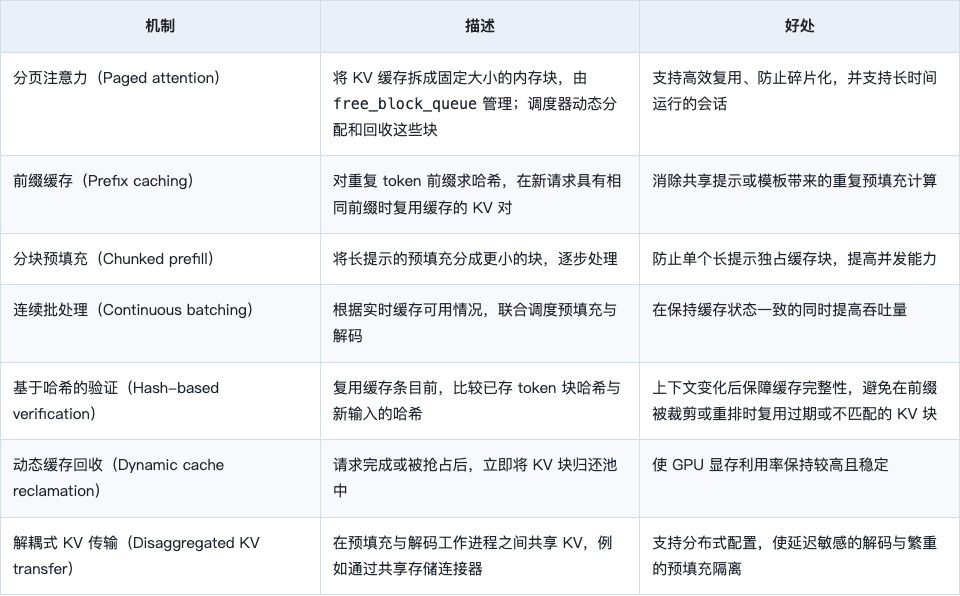 机制
描述
好处
分页注意力（Paged attention）
将 KV 缓存拆成固定大小的内存块，由
free_block_queue 管理；调度器动态分
配和回收这些块
支持高效复用、防止碎片化，并支持长时间
运行的会话
前缀缓存（Prefix caching）
对重复 token 前缀求哈希，在新请求具有相
同前缀时复用缓存的 KV 对
消除共享提示或模板带来的重复预填充计算
分块预填充（Chunked prefill）
将长提示的预填充分成更小的块，逐步处理
防止单个长提示独占缓存块，提高并发能力
连续批处理（Continuous batching）
根据实时缓存可用情况，联合调度预填充与
解码
在保持缓存状态一致的同时提高吞吐量
基于哈希的验证（Hash-based
verification）
复用缓存条目前，比较已存 token 块哈希与
新输入的哈希
上下文变化后保障缓存完整性，避免在前缀
被裁剪或重排时复用过期或不匹配的 KV 块
动态缓存回收（Dynamic cache
reclamation）
请求完成或被抢占后，立即将 KV 块归还池
中
使 GPU 显存利用率保持较高且稳定
解耦式 KV 传输（Disaggregated KV
transfer）
在预填充与解码工作进程之间共享 KV，例
如通过共享存储连接器
支持分布式配置，使延迟敏感的解码与繁重
的预填充隔离